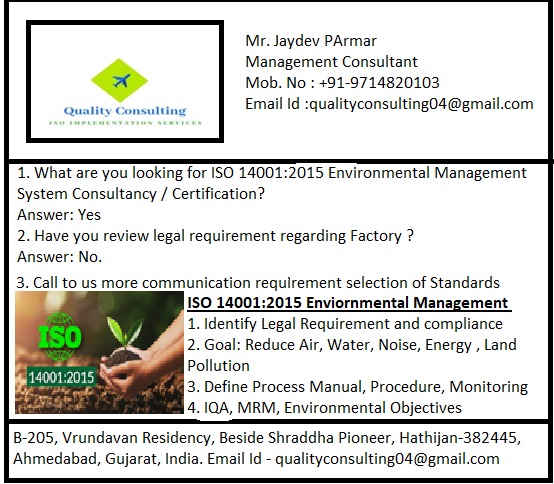 Quality Consulting
ISO IMPLEMENTATION SERVICES
Mr. Jaydev PArmar
Management Consultant
Mob. No : +91-9714820103
Email Id :qualityconsulting04@gmail.com
1. What are you looking for ISO 14001:2015 Environmental Management
System Consultancy / Certification?
Answer: Yes
2. Have you review legal requirement regarding Factory ?
Answer: No.
3. Call to us more communication requirement selection of Standards
ISO
14001:2015
ISO 14001:2015 Enviornmental Management
1. Identify Legal Requirement and compliance
2. Goal: Reduce Air, Water, Noise, Energy , Land
Pollution
3. Define Process Manual, Procedure, Monitoring
4. IQA, MRM, Environmental Objectives
B-205, Vrundavan Residency, Beside Shraddha Pioneer, Hathijan-382445,
Ahmedabad, Gujarat, India. Email Id - qualityconsulting04@gmail.com